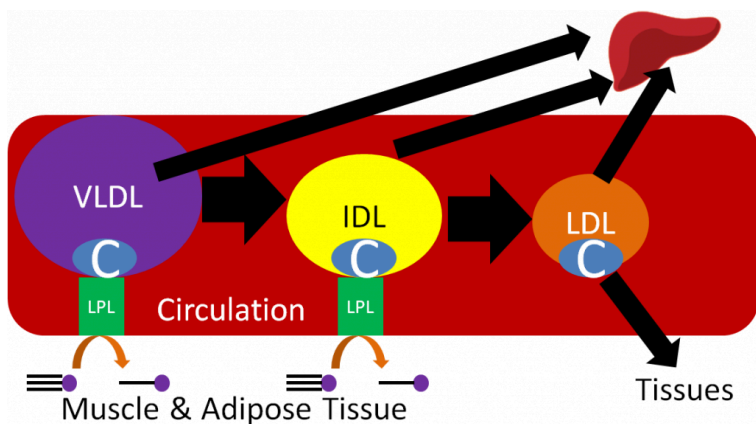 VLDL
IDL
LDL
C
C
C
LPL
Circulation
LPL
Muscle & Adipose Tissue
Tissues